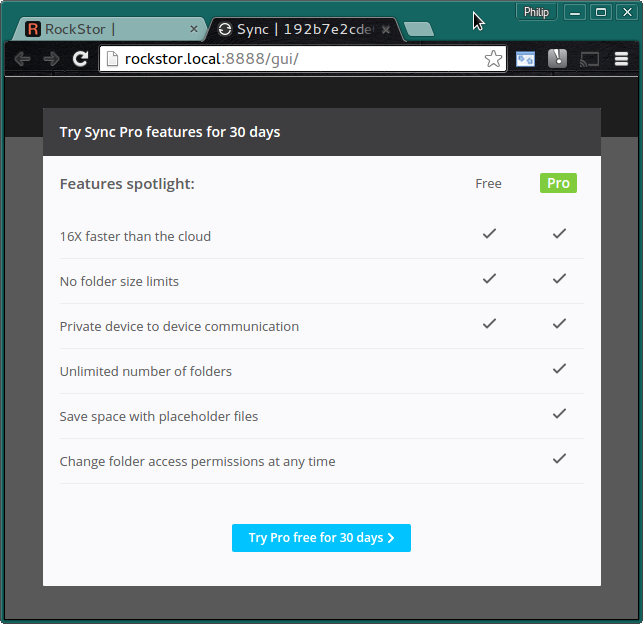 Philip
RockStor |
Sync | 192b7e2cde
rockstor.local:8888/gui/
Try Sync Pro features for 30 days
Features spotlight: Free Pro
16X faster than the cloud
No folder size limits
Private device to device communication
Unlimited number of folders
Save space with placeholder files
Change folder access permissions at any time
Try Pro free for 30 days